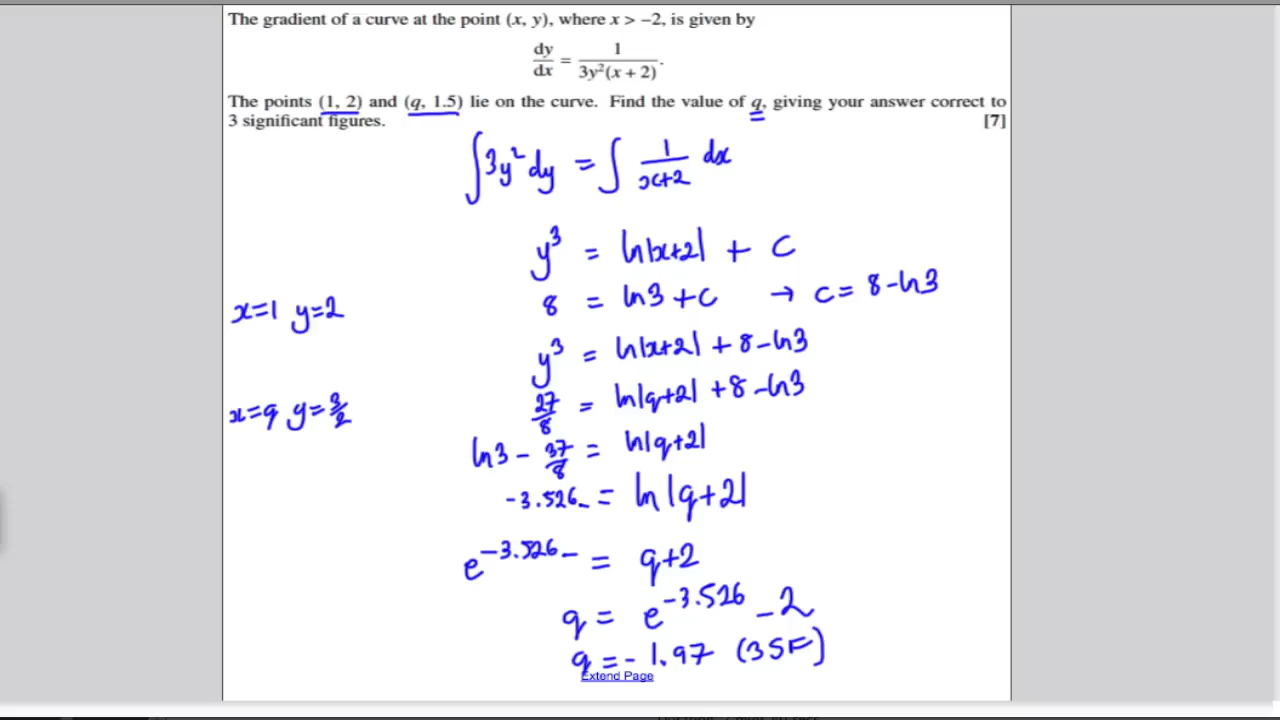 The gradient of a curve at the point (x, y), where x > −2, is given by
dy/dx = 1/(3y²(x + 2)).
The points (1, 2) and (q, 1.5) lie on the curve. Find the value of q, giving your answer correct to
3 significant figures. [7]
∫3y² dy = ∫ 1/(x+2) dx
y³ = ln|x+2| + c
x=1 y=2
8 = ln3 + c → c = 8 - ln3
y³ = ln|x+2| + 8 - ln3
x=q y=3/2
27/8 = ln|q+2| + 8 - ln3
ln3 - 37/8 = ln|q+2|
-3.526.. = ln|q+2|
e^-3.526.. = q+2
q = e^-3.526 - 2
q = -1.97 (3SF)
Extend Page